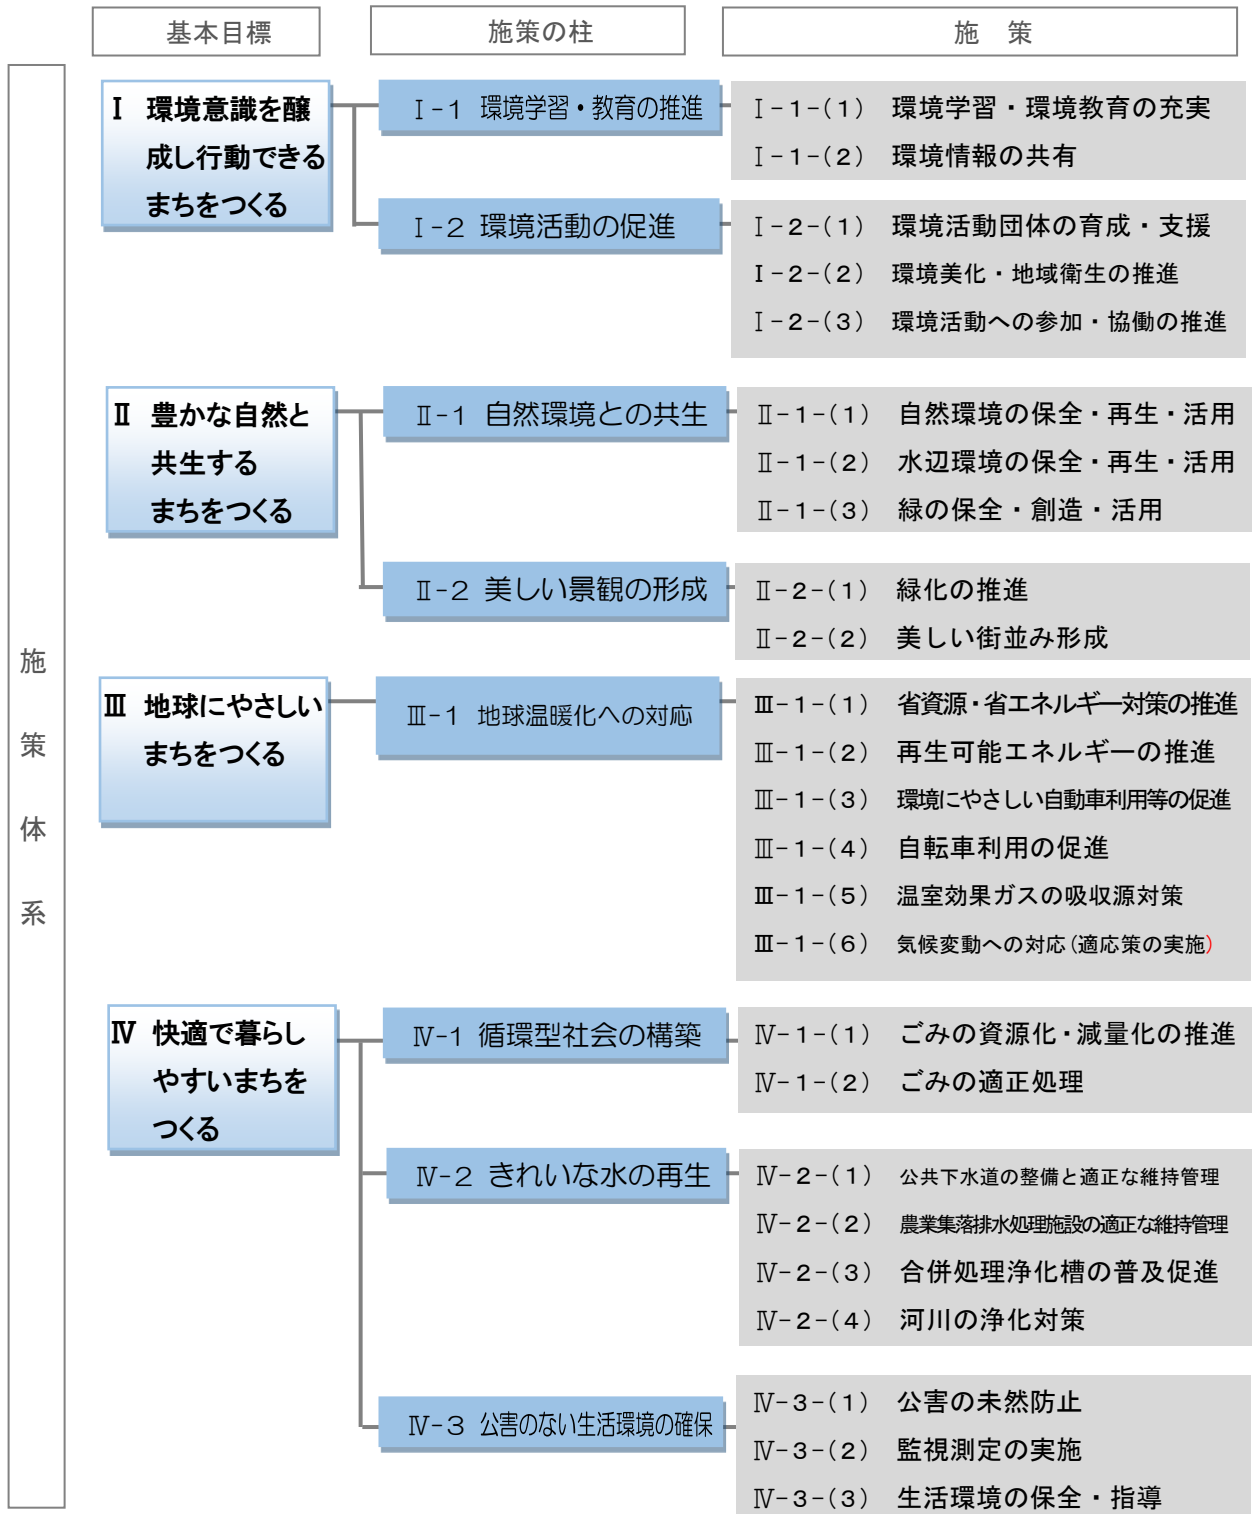 基本目標
施策の柱
施　策
施策体系
Ⅰ 環境意識を醸
成し行動できる
まちをつくる
Ⅰ-1 環境学習・教育の推進
Ⅰ-1-(1) 環境学習・環境教育の充実
Ⅰ-1-(2) 環境情報の共有
Ⅰ-2 環境活動の促進
Ⅰ-2-(1) 環境活動団体の育成・支援
Ⅰ-2-(2) 環境美化・地域衛生の推進
Ⅰ-2-(3) 環境活動への参加・協働の推進
Ⅱ 豊かな自然と
共生する
まちをつくる
Ⅱ-1 自然環境との共生
Ⅱ-1-(1) 自然環境の保全・再生・活用
Ⅱ-1-(2) 水辺環境の保全・再生・活用
Ⅱ-1-(3) 緑の保全・創造・活用
Ⅱ-2 美しい景観の形成
Ⅱ-2-(1) 緑化の推進
Ⅱ-2-(2) 美しい街並み形成
Ⅲ 地球にやさしい
まちをつくる
Ⅲ-1 地球温暖化への対応
Ⅲ-1-(1) 省資源・省エネルギー対策の推進
Ⅲ-1-(2) 再生可能エネルギーの推進
Ⅲ-1-(3) 環境にやさしい自動車利用等の促進
Ⅲ-1-(4) 自転車利用の促進
Ⅲ-1-(5) 温室効果ガスの吸収源対策
Ⅲ-1-(6) 気候変動への対応(適応策の実施)
Ⅳ 快適で暮らし
やすいまちを
つくる
Ⅳ-1 循環型社会の構築
Ⅳ-1-(1) ごみの資源化・減量化の推進
Ⅳ-1-(2) ごみの適正処理
Ⅳ-2 きれいな水の再生
Ⅳ-2-(1) 公共下水道の整備と適正な維持管理
Ⅳ-2-(2) 農業集落排水処理施設の適正な維持管理
Ⅳ-2-(3) 合併処理浄化槽の普及促進
Ⅳ-2-(4) 河川の浄化対策
Ⅳ-3 公害のない生活環境の確保
Ⅳ-3-(1) 公害の未然防止
Ⅳ-3-(2) 監視測定の実施
Ⅳ-3-(3) 生活環境の保全・指導